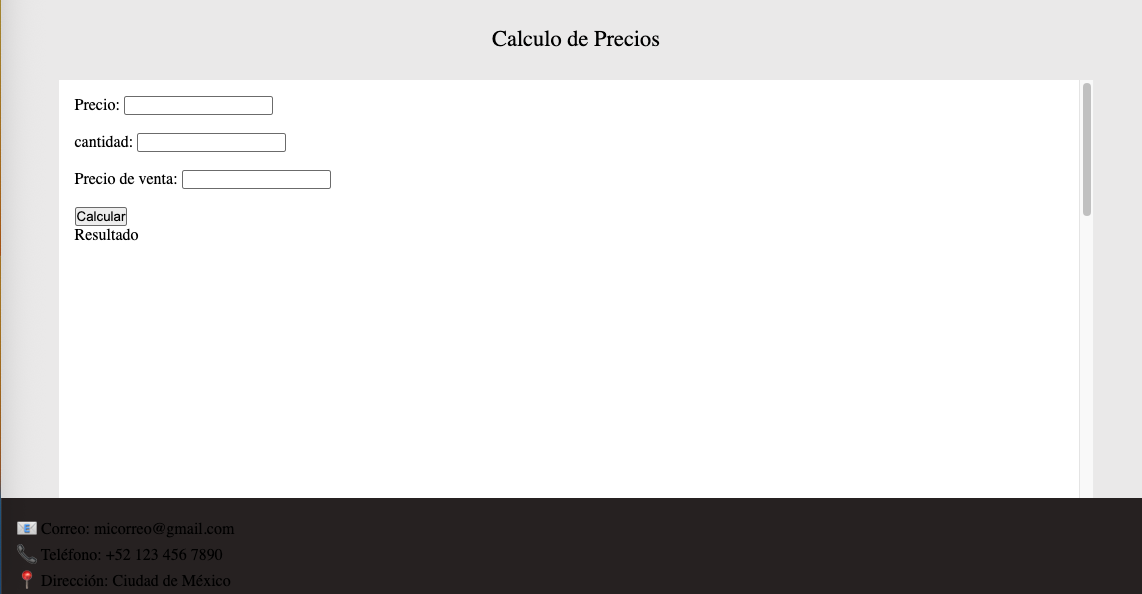 Calculo de Precios
Precio:
cantidad:
Precio de venta:
Calcular
Resultado
📧 Correo: micorreo@gmail.com
📞 Teléfono: +52 123 456 7890
📍 Dirección: Ciudad de México